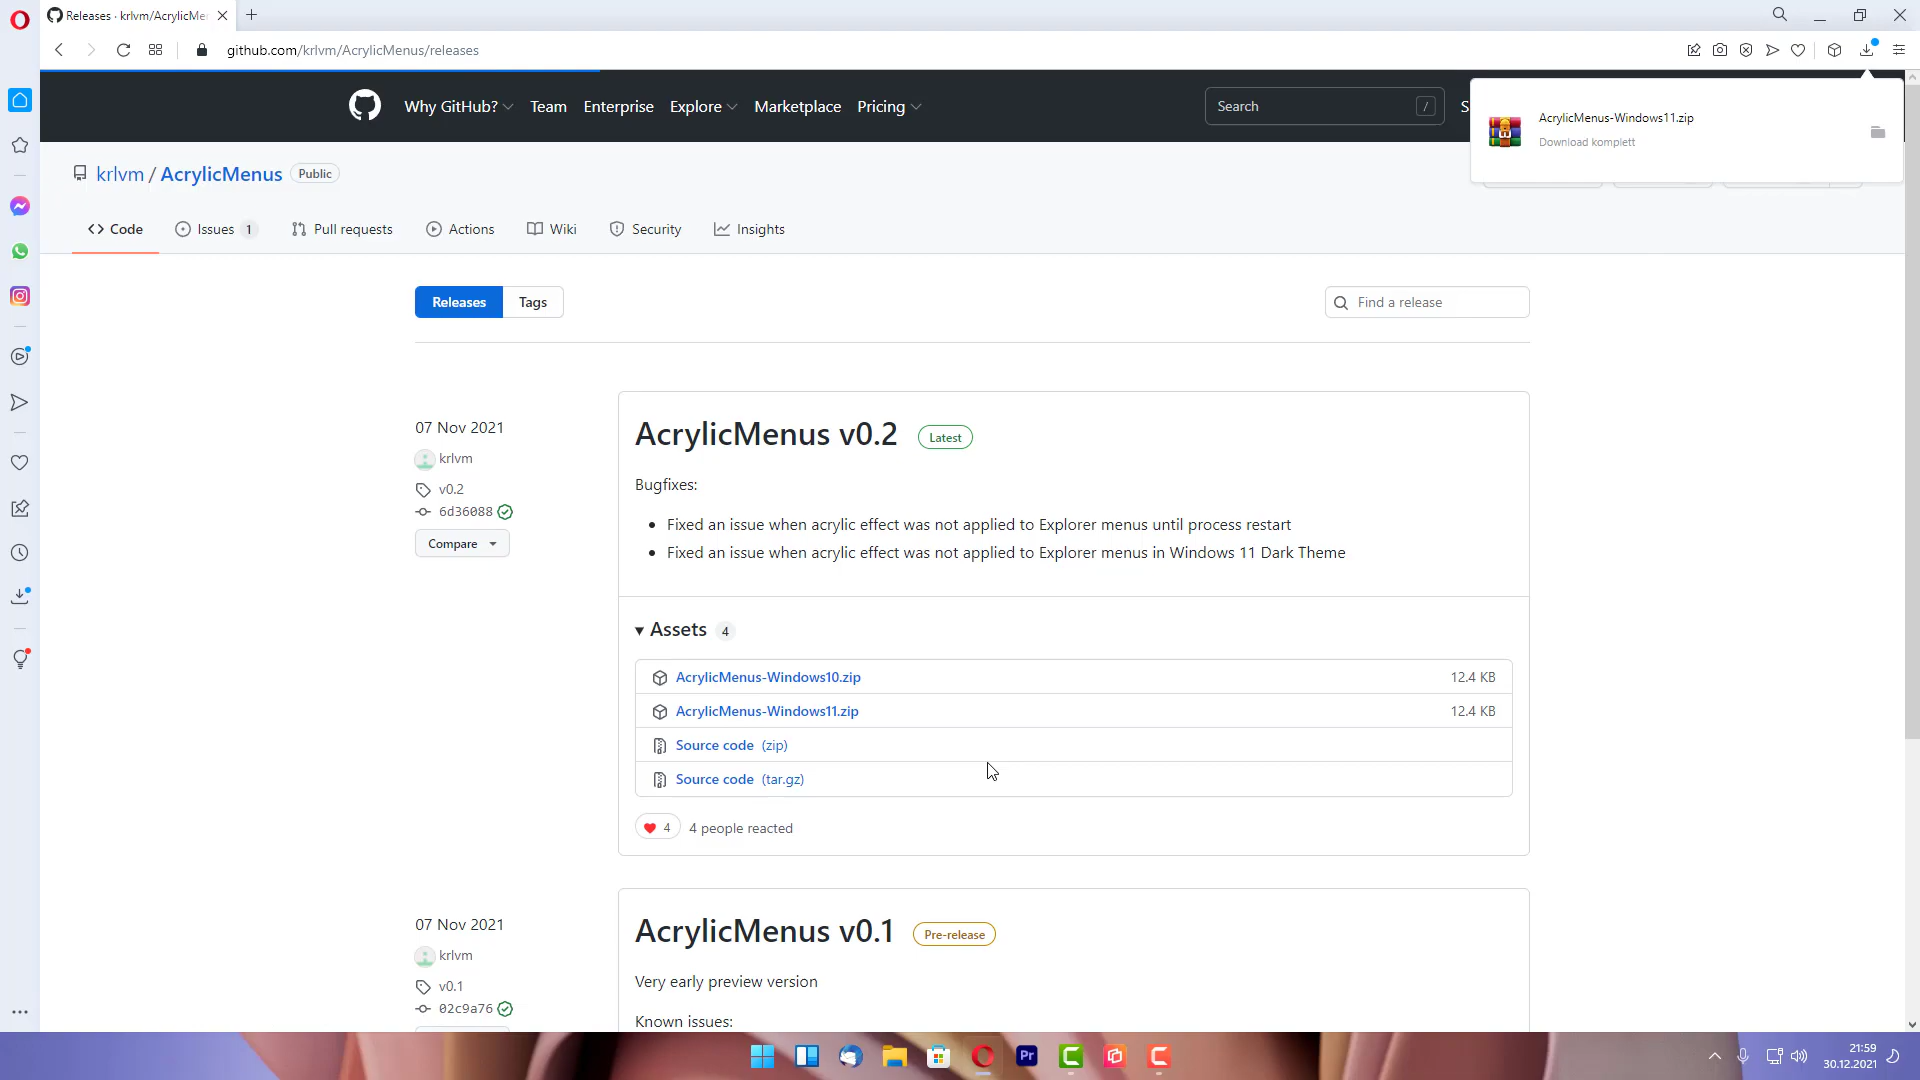 Releases · krlvm/AcrylicMe
github.com/krlvm/AcrylicMenus/releases
Why GitHub? Team Enterprise Explore Marketplace Pricing
Search /
S
AcrylicMenus-Windows11.zip
Download komplett
krlvm / AcrylicMenus Public
Code Issues 1 Pull requests Actions Wiki Security Insights
Releases Tags
Find a release
07 Nov 2021
krlvm
v0.2
6d36088
Compare
AcrylicMenus v0.2 Latest
Bugfixes:
• Fixed an issue when acrylic effect was not applied to Explorer menus until process restart
• Fixed an issue when acrylic effect was not applied to Explorer menus in Windows 11 Dark Theme
Assets 4
AcrylicMenus-Windows10.zip 12.4 KB
AcrylicMenus-Windows11.zip 12.4 KB
Source code (zip)
Source code (tar.gz)
4 4 people reacted
07 Nov 2021
krlvm
v0.1
02c9a76
AcrylicMenus v0.1 Pre-release
Very early preview version
Known issues:
Pr
21:59
30.12.2021